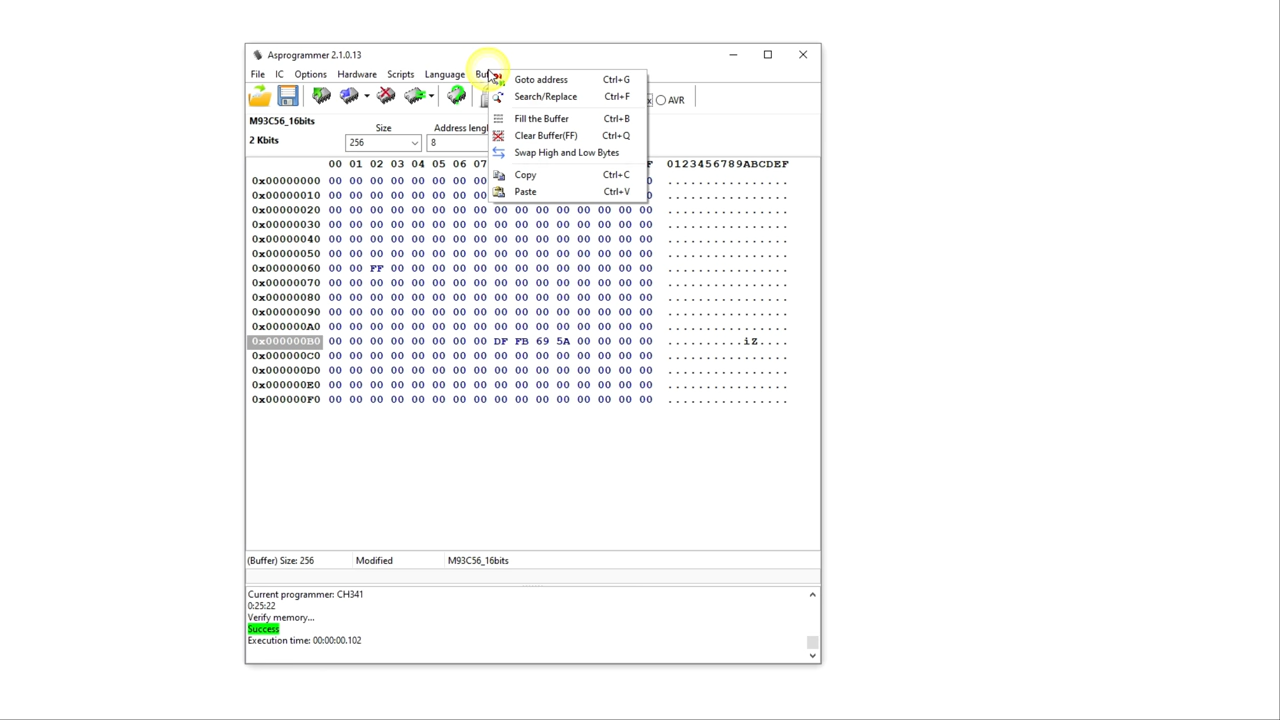 Asprogrammer 2.1.0.13
File IC Options Hardware Scripts Language
Goto address Ctrl+G
Search/Replace Ctrl+F
Fill the Buffer Ctrl+B
Clear Buffer(FF) Ctrl+Q
Swap High and Low Bytes
Copy Ctrl+C
Paste Ctrl+V
AVR
M93C56_16bits
2 Kbits
Size
256
8
00 01 02 03 04 05 06 07 F 0123456789ABCDEF
0x00000000 00 00 00 00 00 00 00 00 ................
0x00000010 00 00 00 00 00 00 00 00 ................
0x00000020 00 00 00 00 00 00 00 00 00 00 00 00 00 00 00 00 ................
0x00000030 00 00 00 00 00 00 00 00 00 00 00 00 00 00 00 00 ................
0x00000040 00 00 00 00 00 00 00 00 00 00 00 00 00 00 00 00 ................
0x00000050 00 00 00 00 00 00 00 00 00 00 00 00 00 00 00 00 ................
0x00000060 00 00 FF 00 00 00 00 00 00 00 00 00 00 00 00 00 ................
0x00000070 00 00 00 00 00 00 00 00 00 00 00 00 00 00 00 00 ................
0x00000080 00 00 00 00 00 00 00 00 00 00 00 00 00 00 00 00 ................
0x00000090 00 00 00 00 00 00 00 00 00 00 00 00 00 00 00 00 ................
0x000000A0 00 00 00 00 00 00 00 00 00 00 00 00 00 00 00 00 ................
0x000000B0 00 00 00 00 00 00 00 00 DF FB 69 5A 00 00 00 00 ..........iZ....
0x000000C0 00 00 00 00 00 00 00 00 00 00 00 00 00 00 00 00 ................
0x000000D0 00 00 00 00 00 00 00 00 00 00 00 00 00 00 00 00 ................
0x000000E0 00 00 00 00 00 00 00 00 00 00 00 00 00 00 00 00 ................
0x000000F0 00 00 00 00 00 00 00 00 00 00 00 00 00 00 00 00 ................
(Buffer) Size: 256 Modified M93C56_16bits
Current programmer: CH341
0:25:22
Verify memory...
Success
Execution time: 00:00:00.102